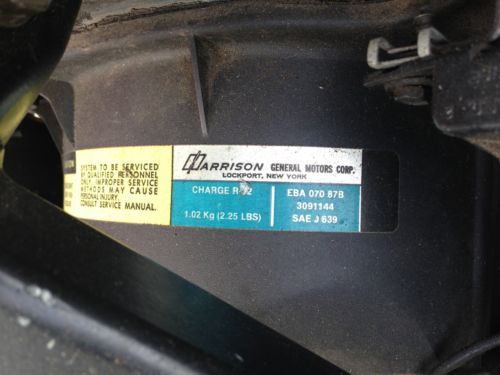 SYSTEM TO BE SERVICED
BY QUALIFIED PERSONNEL
ONLY IMPROPER SERVICE
METHODS MAY CAUSE
PERSONAL INJURY.
CONSULT SERVICE MANUAL.
HARRISON GENERAL MOTORS CORP.
LOCKPORT, NEW YORK
CHARGE R-12
1.02 Kg (2.25 LBS)
EBA 070 87B
3091144
SAE J 639